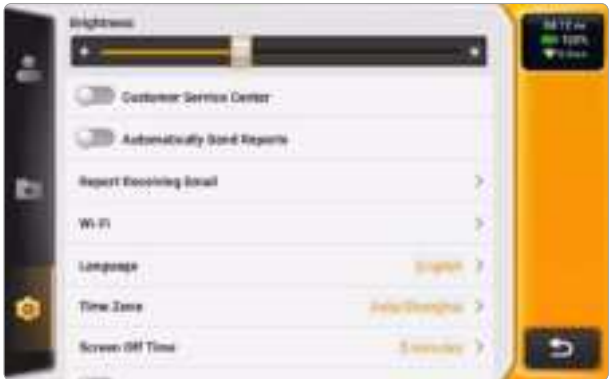 Brightness
Customer Service Center
Automatically Send Reports
Report Receiving Email
Wi-Fi
Language
English
Time Zone
Asia/Shanghai
Screen Off Time
100%